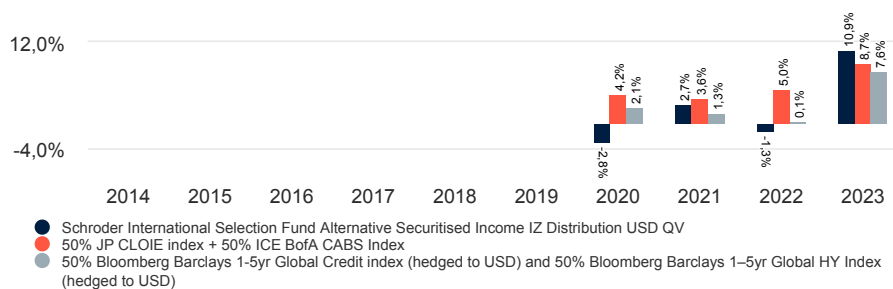 12,0%
-4,0%
-2,8%
4,2%
2,1%
2,7%
3,6%
1,3%
-1,3%
5,0%
0,1%
10,9%
8,7%
7,6%
2014 2015 2016 2017 2018 2019 2020 2021 2022 2023
Schroder International Selection Fund Alternative Securitised Income IZ Distribution USD QV
50% JP CLOIE index + 50% ICE BofA CABS Index
50% Bloomberg Barclays 1-5yr Global Credit index (hedged to USD) and 50% Bloomberg Barclays 1–5yr Global HY Index
(hedged to USD)